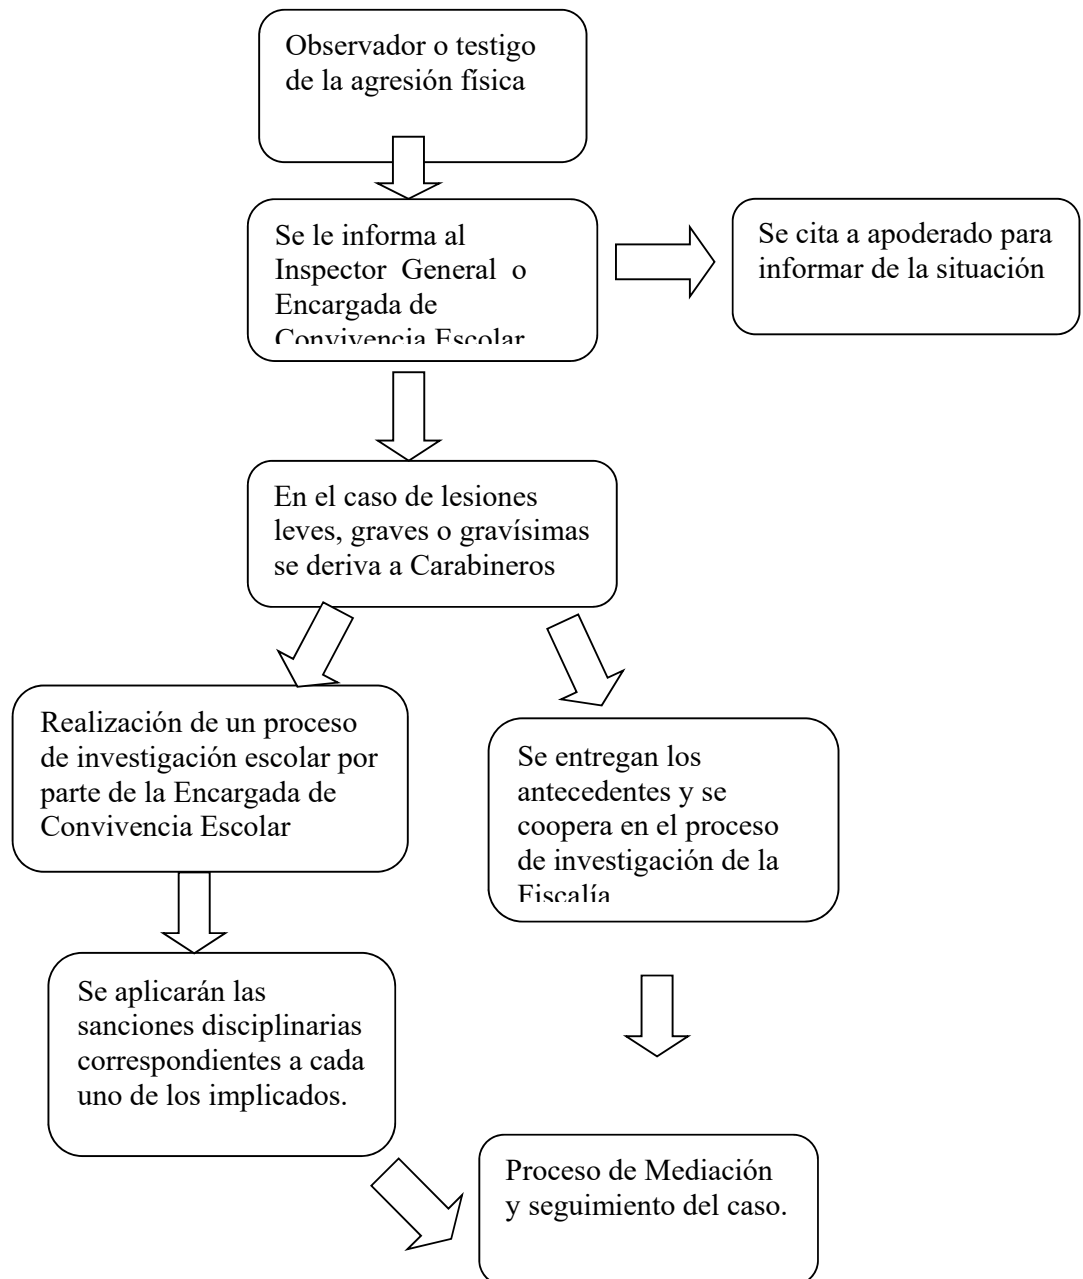 Observador o testigo
de la agresión física
Se le informa al
Inspector General o
Encargada de
Convivencia Escolar
Se cita a apoderado para
informar de la situación
En el caso de lesiones
leves, graves o gravísimas
se deriva a Carabineros
Realización de un proceso
de investigación escolar por
parte de la Encargada de
Convivencia Escolar
Se entregan los
antecedentes y se
coopera en el proceso
de investigación de la
Fiscalía
Se aplicarán las
sanciones disciplinarias
correspondientes a cada
uno de los implicados.
Proceso de Mediación
y seguimiento del caso.